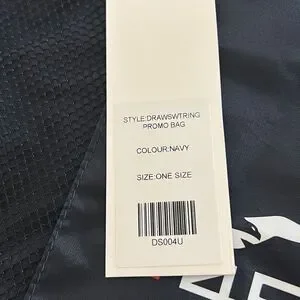 STYLE:DRAWSWTRING
PROMO BAG
COLOUR:NAVY
SIZE:ONE SIZE
DS004U